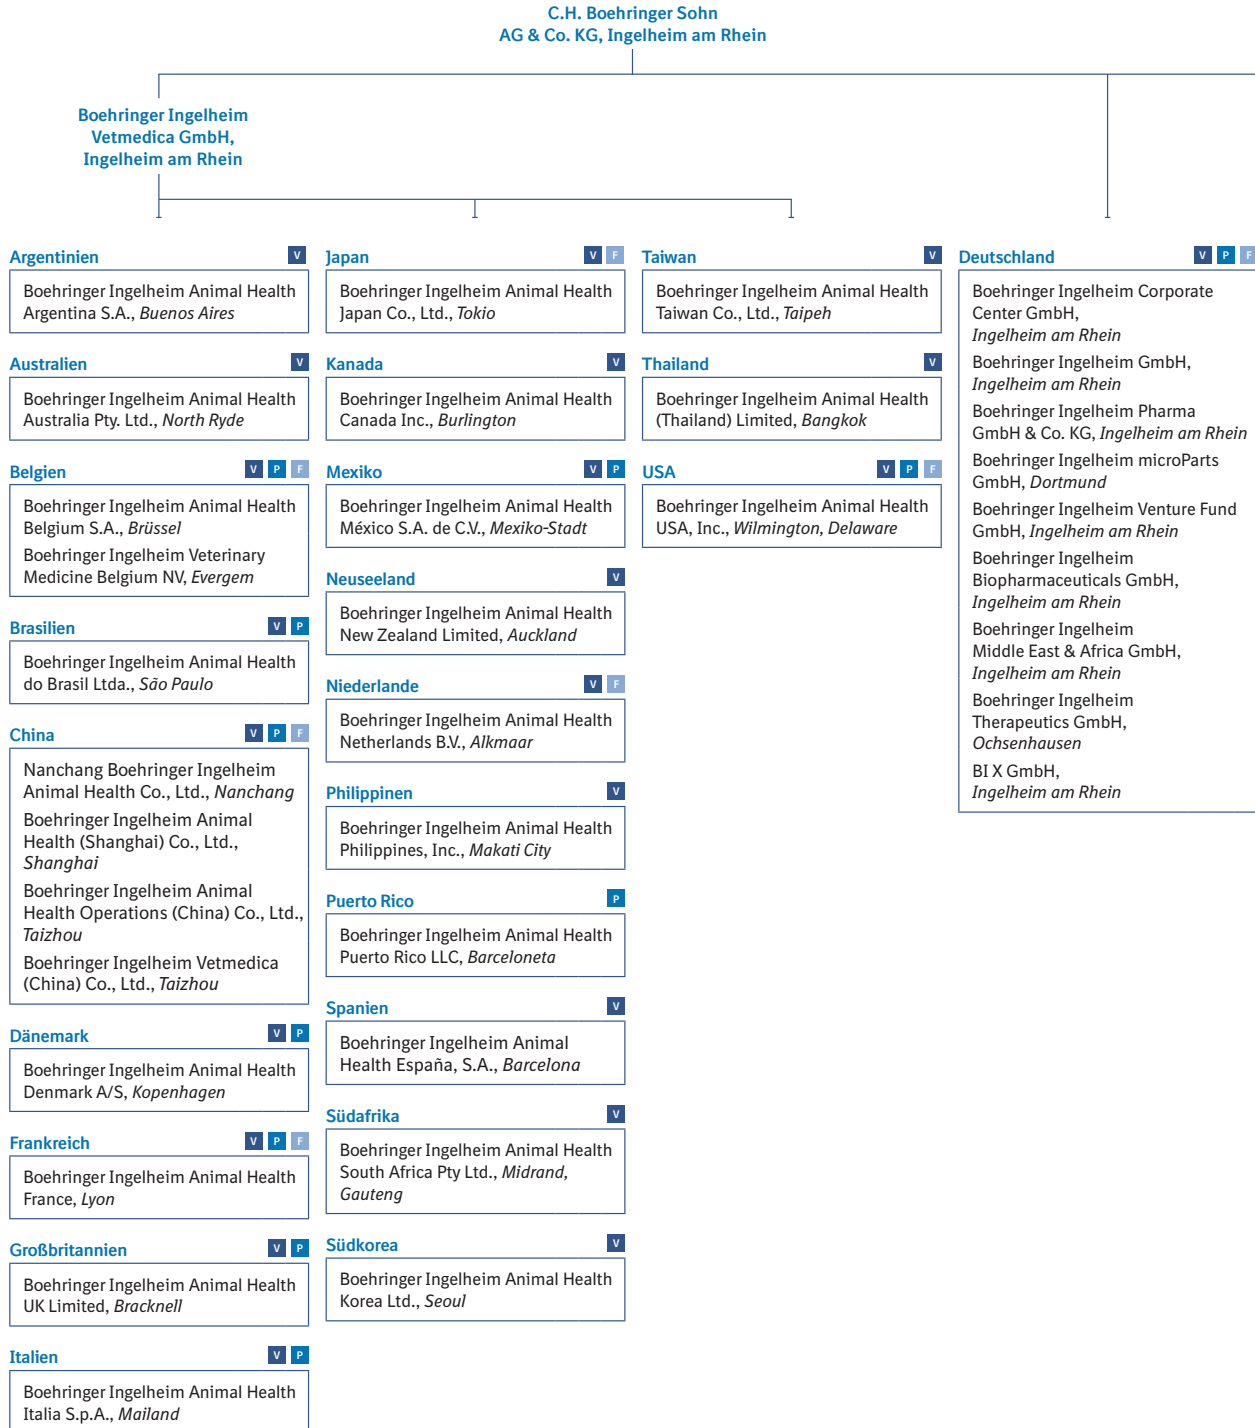 C.H. Boehringer Sohn
AG & Co. KG, Ingelheim am Rhein
Boehringer Ingelheim
Vetmedica GmbH,
Ingelheim am Rhein
Argentinien V
Boehringer Ingelheim Animal Health
Argentina S.A., Buenos Aires
Australien V
Boehringer Ingelheim Animal Health
Australia Pty. Ltd., North Ryde
Belgien V P F
Boehringer Ingelheim Animal Health
Belgium S.A., Brüssel
Boehringer Ingelheim Veterinary
Medicine Belgium NV, Evergem
Brasilien V P
Boehringer Ingelheim Animal Health
do Brasil Ltda., São Paulo
China V P F
Nanchang Boehringer Ingelheim
Animal Health Co., Ltd., Nanchang
Boehringer Ingelheim Animal
Health (Shanghai) Co., Ltd.,
Shanghai
Boehringer Ingelheim Animal
Health Operations (China) Co., Ltd.,
Taizhou
Boehringer Ingelheim Vetmedica
(China) Co., Ltd., Taizhou
Dänemark V P
Boehringer Ingelheim Animal Health
Denmark A/S, Kopenhagen
Frankreich V P F
Boehringer Ingelheim Animal Health
France, Lyon
Großbritannien V P
Boehringer Ingelheim Animal Health
UK Limited, Bracknell
Italien V P
Boehringer Ingelheim Animal Health
Italia S.p.A., Mailand
Japan V F
Boehringer Ingelheim Animal Health
Japan Co., Ltd., Tokio
Kanada V
Boehringer Ingelheim Animal Health
Canada Inc., Burlington
Mexiko V P
Boehringer Ingelheim Animal Health
México S.A. de C.V., Mexiko-Stadt
Neuseeland V
Boehringer Ingelheim Animal Health
New Zealand Limited, Auckland
Niederlande V F
Boehringer Ingelheim Animal Health
Netherlands B.V., Alkmaar
Philippinen V
Boehringer Ingelheim Animal Health
Philippines, Inc., Makati City
Puerto Rico P
Boehringer Ingelheim Animal Health
Puerto Rico LLC, Barceloneta
Spanien V
Boehringer Ingelheim Animal
Health España, S.A., Barcelona
Südafrika V
Boehringer Ingelheim Animal Health
South Africa Pty Ltd., Midrand,
Gauteng
Südkorea V
Boehringer Ingelheim Animal Health
Korea Ltd., Seoul
Taiwan V
Boehringer Ingelheim Animal Health
Taiwan Co., Ltd., Taipeh
Thailand V
Boehringer Ingelheim Animal Health
(Thailand) Limited, Bangkok
USA V P F
Boehringer Ingelheim Animal Health
USA, Inc., Wilmington, Delaware
Deutschland V P F
Boehringer Ingelheim Corporate
Center GmbH,
Ingelheim am Rhein
Boehringer Ingelheim GmbH,
Ingelheim am Rhein
Boehringer Ingelheim Pharma
GmbH & Co. KG, Ingelheim am Rhein
Boehringer Ingelheim microParts
GmbH, Dortmund
Boehringer Ingelheim Venture Fund
GmbH, Ingelheim am Rhein
Boehringer Ingelheim
Biopharmaceuticals GmbH,
Ingelheim am Rhein
Boehringer Ingelheim
Middle East & Africa GmbH,
Ingelheim am Rhein
Boehringer Ingelheim
Therapeutics GmbH,
Ochsenhausen
BI X GmbH,
Ingelheim am Rhein